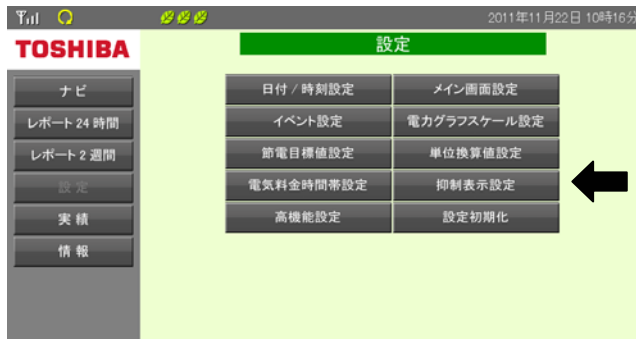 2011年11月22日 10時16分
TOSHIBA
設定
ナビ
レポート 24 時間
レポート 2 週間
設 定
実 績
情 報
日付 / 時刻設定
メイン画面設定
イベント設定
電力グラフスケール設定
節電目標値設定
単位換算値設定
電気料金時間帯設定
抑制表示設定
高機能設定
設定初期化